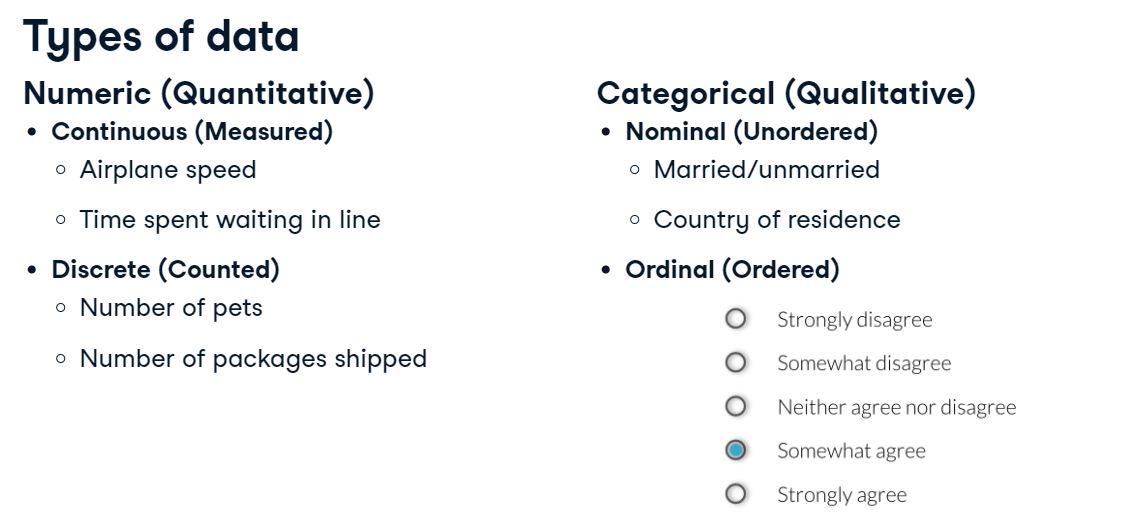 Types of data
Numeric (Quantitative)
• Continuous (Measured)
○ Airplane speed
○ Time spent waiting in line
• Discrete (Counted)
○ Number of pets
○ Number of packages shipped
Categorical (Qualitative)
• Nominal (Unordered)
○ Married/unmarried
○ Country of residence
• Ordinal (Ordered)
Strongly disagree
Somewhat disagree
Neither agree nor disagree
Somewhat agree
Strongly agree